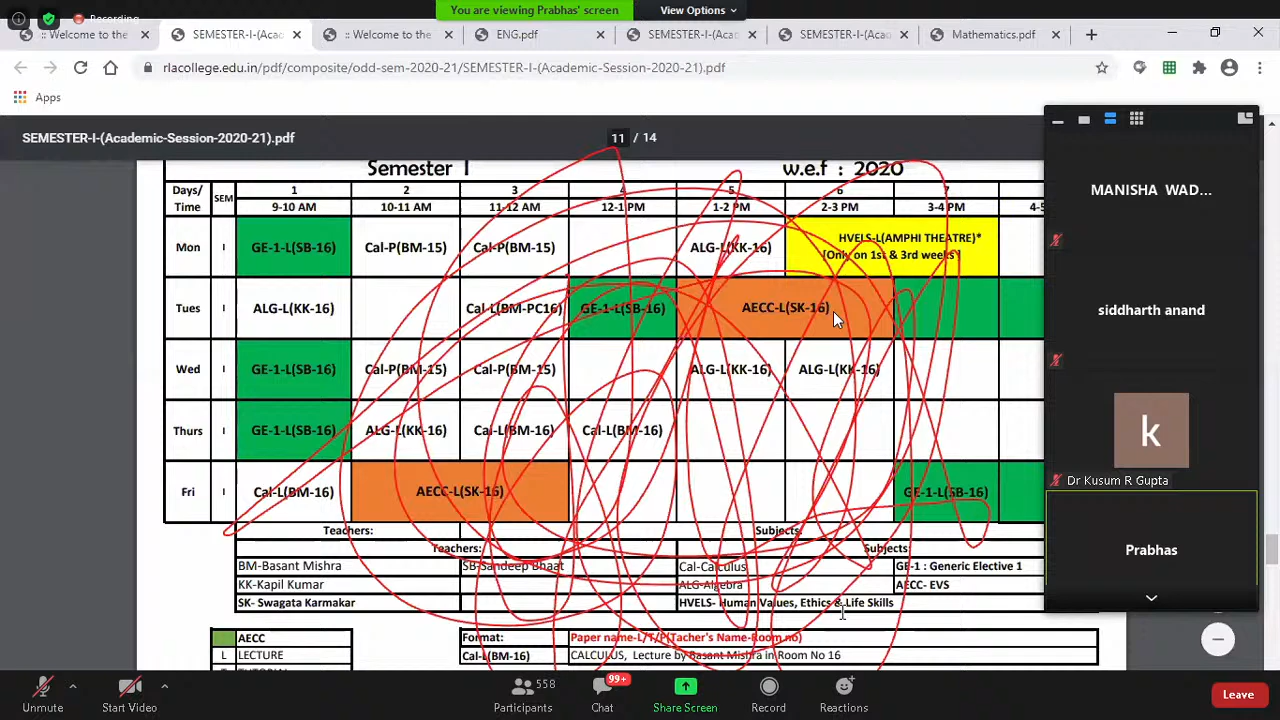 Recording
You are viewing Prabhas' screen
View Options
:: Welcome to the
SEMESTER-I-(Aca
:: Welcome to the
ENG.pdf
SEMESTER-I-(Aca
SEMESTER-I-(Aca
Mathematics.pdf
rlacollege.edu.in/pdf/composite/odd-sem-2020-21/SEMESTER-I-(Academic-Session-2020-21).pdf
Apps
SEMESTER-I-(Academic-Session-2020-21).pdf
11 / 14
Semester I w.e.f : 2020
Days/ Time SEM 1 2 3 4 5 6 7
9-10 AM 10-11 AM 11-12 AM 12-1 PM 1-2 PM 2-3 PM 3-4 PM 4-5
Mon I GE-1-L(SB-16) Cal-P(BM-15) Cal-P(BM-15) ALG-L(KK-16) HVELS-L(AMPHI THEATRE)*
[Only on 1st & 3rd weeks ]
Tues I ALG-L(KK-16) Cal-L(BM-PC16) GE-1-L(SB-16) AECC-L(SK-16)
Wed I GE-1-L(SB-16) Cal-P(BM-15) Cal-P(BM-15) ALG-L(KK-16) ALG-L(KK-16)
Thurs I GE-1-L(SB-16) ALG-L(KK-16) Cal-L(BM-16) Cal-L(BM-16)
Fri I Cal-L(BM-16) AECC-L(SK-16) GE-1-L(SB-16)
Teachers: Subjects:
Teachers: Subjects
BM-Basant Mishra SB-Sandeep Bhaat Cal-Calculus GE-1 : Generic Elective 1
KK-Kapil Kumar ALG-Algebra AECC- EVS
SK- Swagata Karmakar HVELS- Human Values, Ethics & Life Skills
AECC Format: Paper name-L/T/P(Tacher's Name-Room no)
L LECTURE Cal-L(BM-16) CALCULUS, Lecture by Basant Mishra in Room No 16
MANISHA WAD...
siddharth anand
k
Dr Kusum R Gupta
Prabhas
Unmute
Start Video
558
Participants
99+
Chat
Share Screen
Record
Reactions
Leave